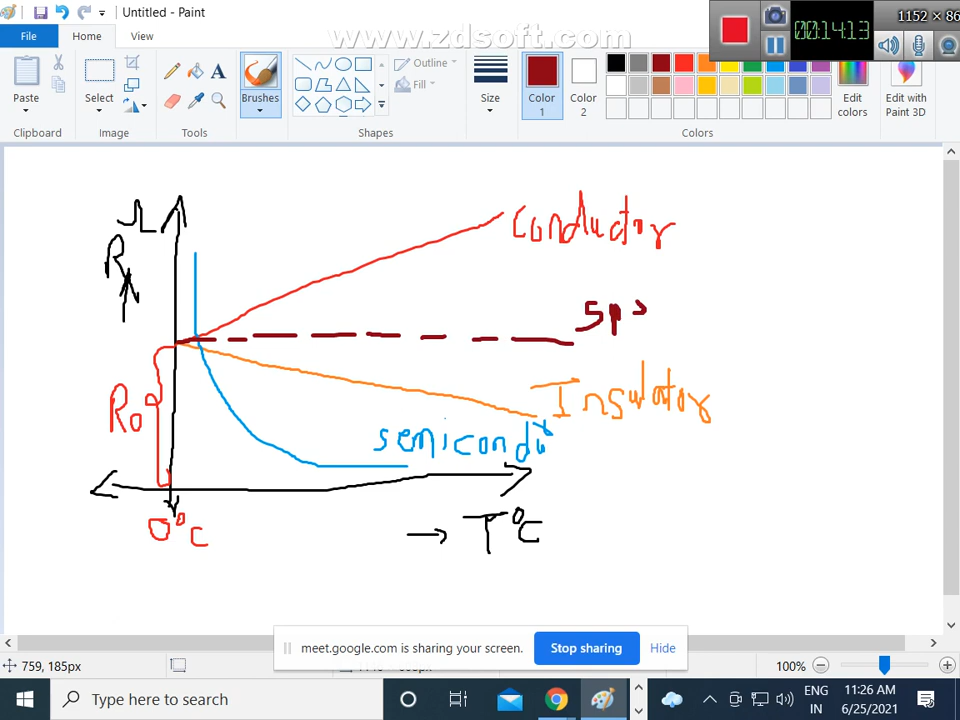 Untitled - Paint
www.zdsoft.com
1152 × 86
00:14:13
File
Home
View
Paste
Select
Brushes
Outline
Fill
Size
Color
1
Color
2
Edit
colors
Edit with
Paint 3D
Clipboard
Image
Tools
Shapes
Colors
Ω
R
conductor
Insulator
Ro
semicondu
0°C
→ T°C
meet.google.com is sharing your screen.
Stop sharing
Hide
759, 185px
100%
Type here to search
ENG
IN
11:26 AM
6/25/2021